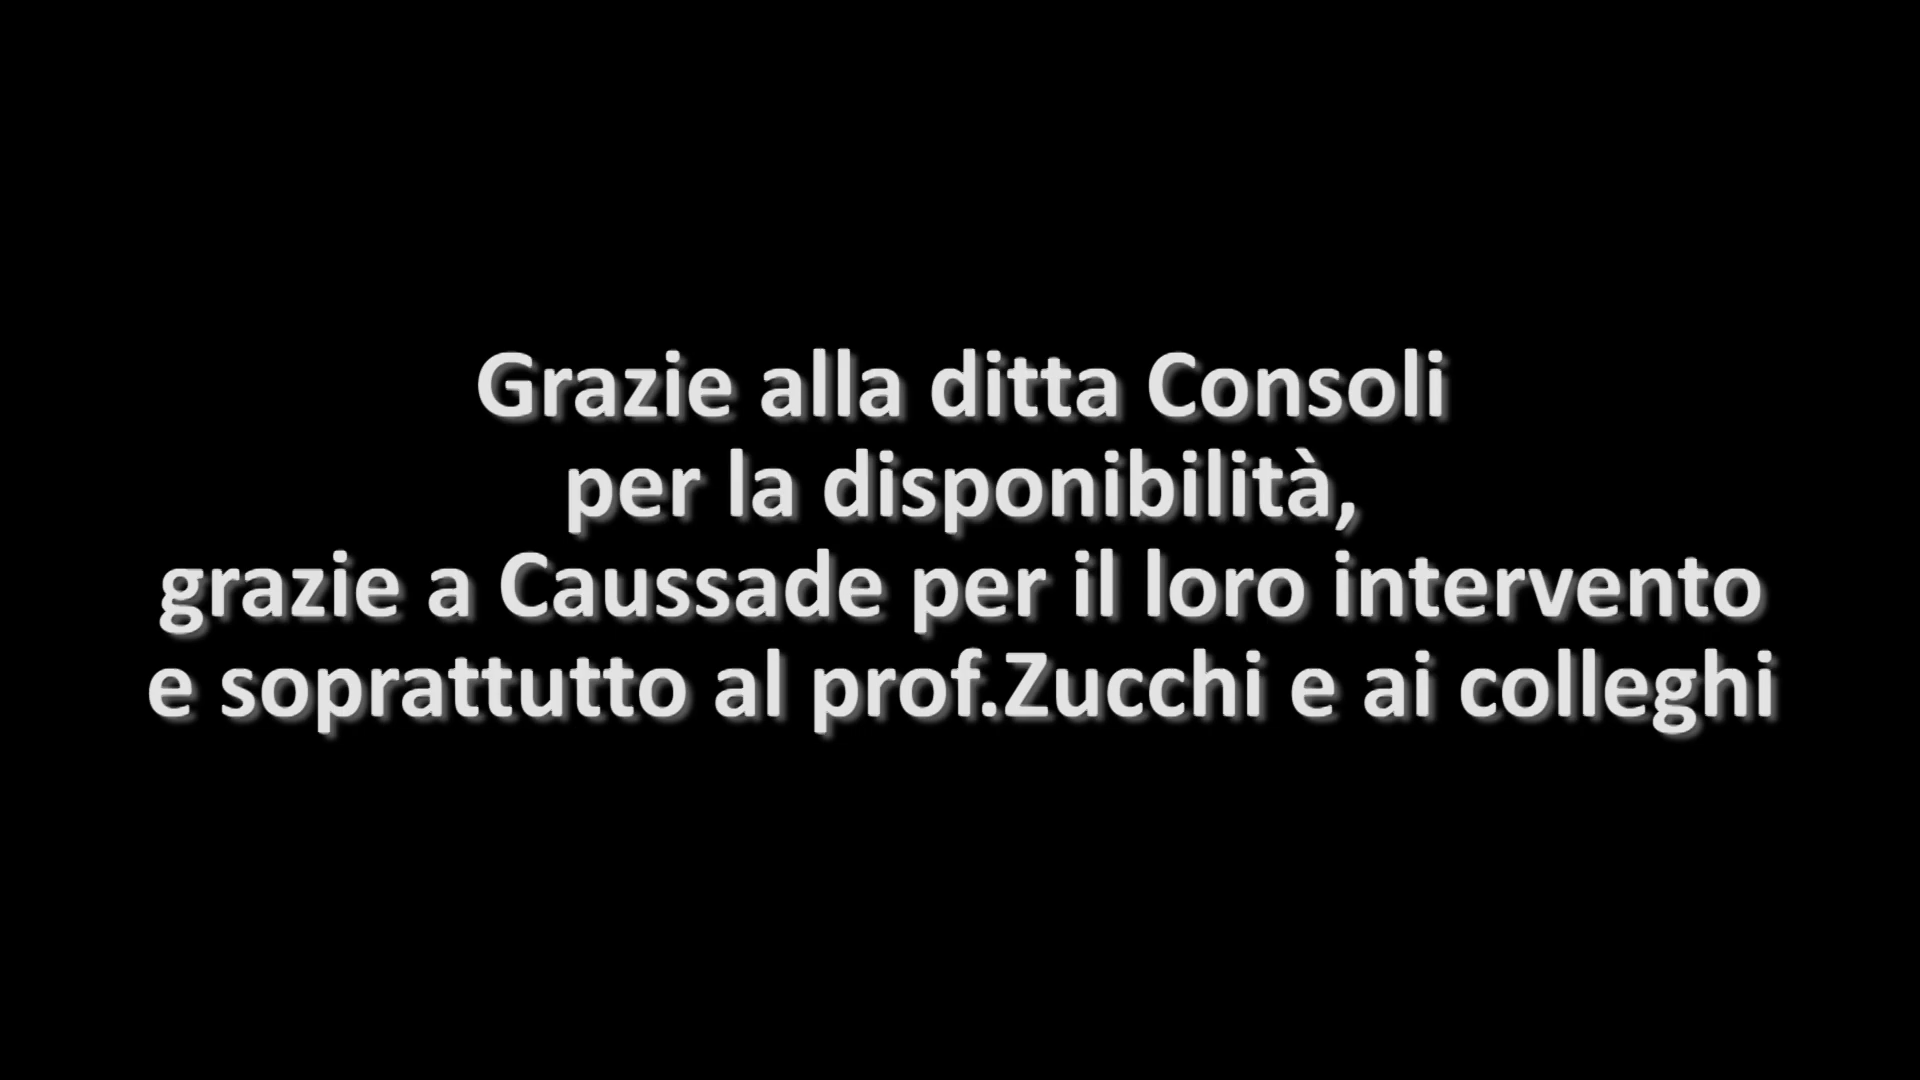 Grazie alla ditta Consoli
per la disponibilità,
grazie a Caussade per il loro intervento
e soprattutto al prof.Zucchi e ai colleghi